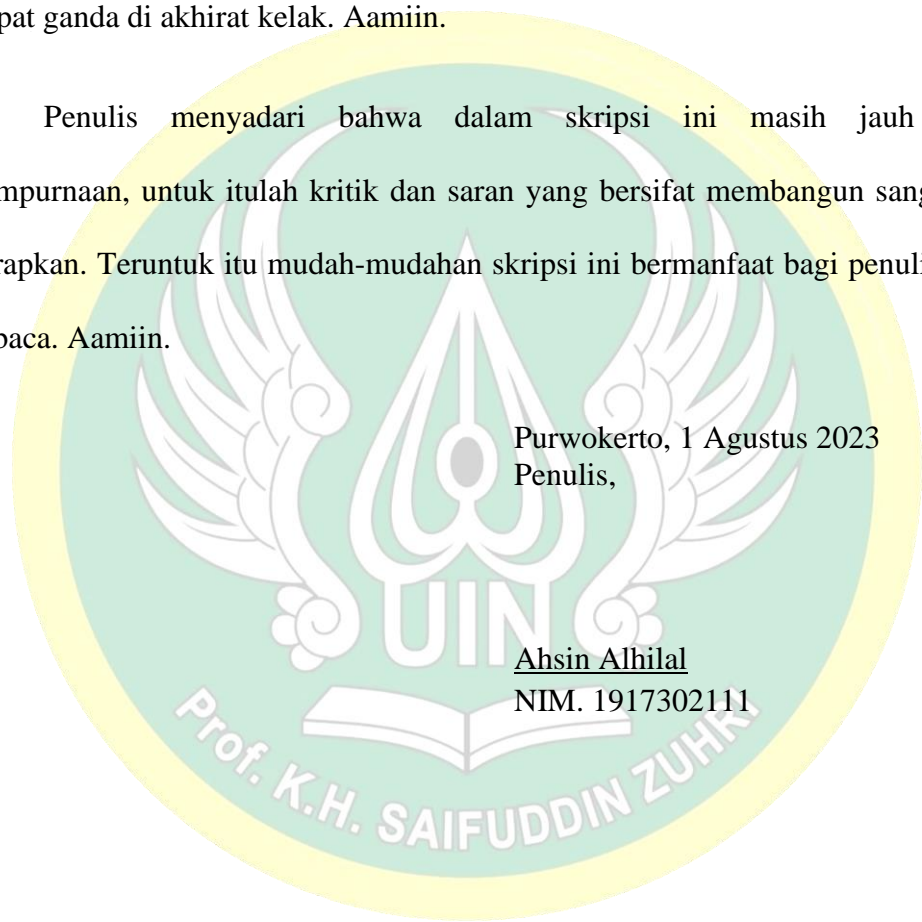 pat ganda di akhirat kelak. Aamiin.
Penulis menyadari bahwa dalam skripsi ini masih jauh
mpurnaan, untuk itulah kritik dan saran yang bersifat membangun sang
rapkan. Teruntuk itu mudah-mudahan skripsi ini bermanfaat bagi penuli
baca. Aamiin.
Purwokerto, 1 Agustus 2023
Penulis,
UIN
Ahsin Alhilal
NIM. 1917302111
Prof. K.H. SAIFUDDIN ZUHRI